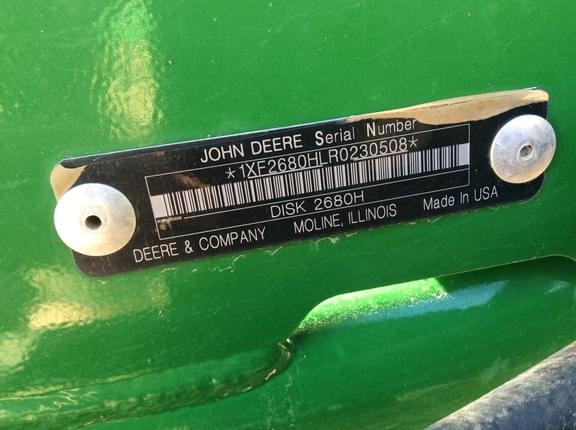 JOHN DEERE Serial Number
*1XF2680HLR0230508*
DISK 2680H
DEERE & COMPANY MOLINE, ILLINOIS Made In USA